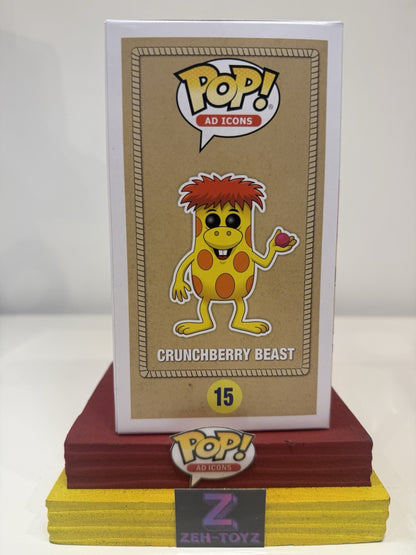 POP!
AD ICONS
CRUNCHBERRY BEAST
15
POP!
AD ICONS
Z
ZEH-TOYZ